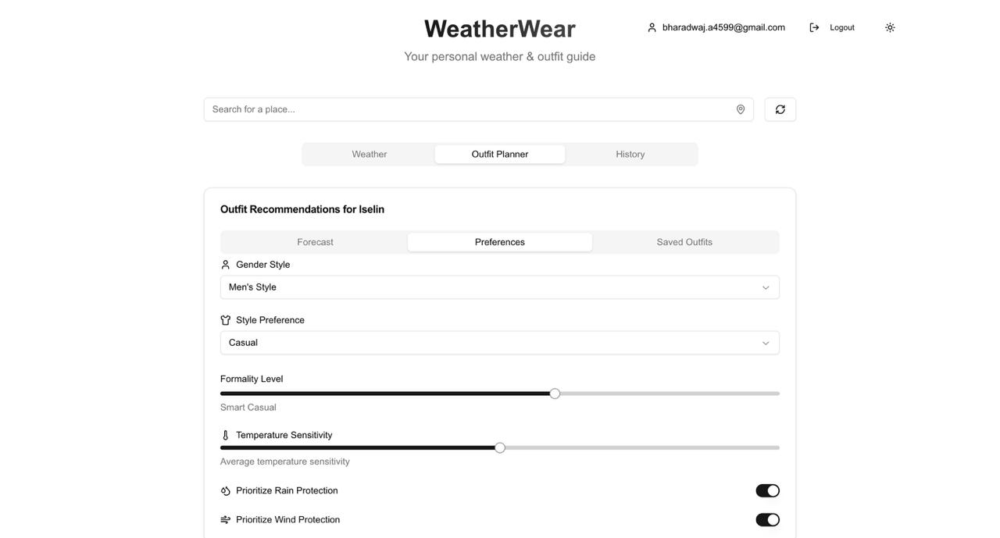 WeatherWear
bharadwaj.a4599@gmail.com
Logout
Your personal weather & outfit guide
Search for a place...
Weather
Outfit Planner
History
Outfit Recommendations for Iselin
Forecast
Preferences
Saved Outfits
Gender Style
Men's Style
Style Preference
Casual
Formality Level
Smart Casual
Temperature Sensitivity
Average temperature sensitivity
Prioritize Rain Protection
Prioritize Wind Protection